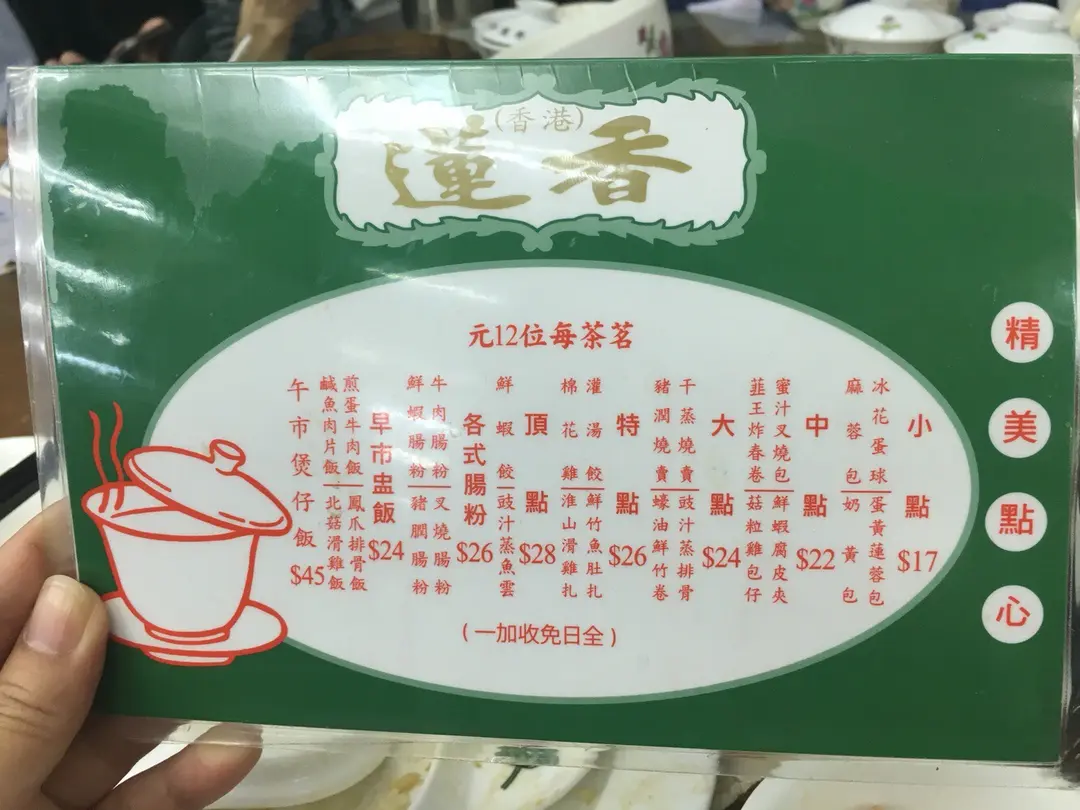 (香港)
蓮香
精美點心
茗茶每位12元
小點 $17
冰花蛋球
蛋黃蓮蓉包
麻蓉包
奶黃包
中點 $22
蜜汁叉燒包
鮮蝦腐皮夾
韮王炸春卷
菇粒雞包仔
大點 $24
干蒸燒賣
豉汁蒸排骨
豬潤燒賣
蠔油鮮竹卷
特點 $26
灌湯餃
鮮竹魚肚扎
棉花雞
淮山滑雞扎
頂點 $28
鮮蝦餃
豉汁蒸魚雲
各式腸粉 $26
牛肉腸粉
叉燒腸粉
鮮蝦腸粉
豬膶腸粉
早市盅飯 $24
煎蛋牛肉飯
鳳爪排骨飯
鹹魚肉片飯
北菇滑雞飯
午市煲仔飯 $45
(全日免收加一)